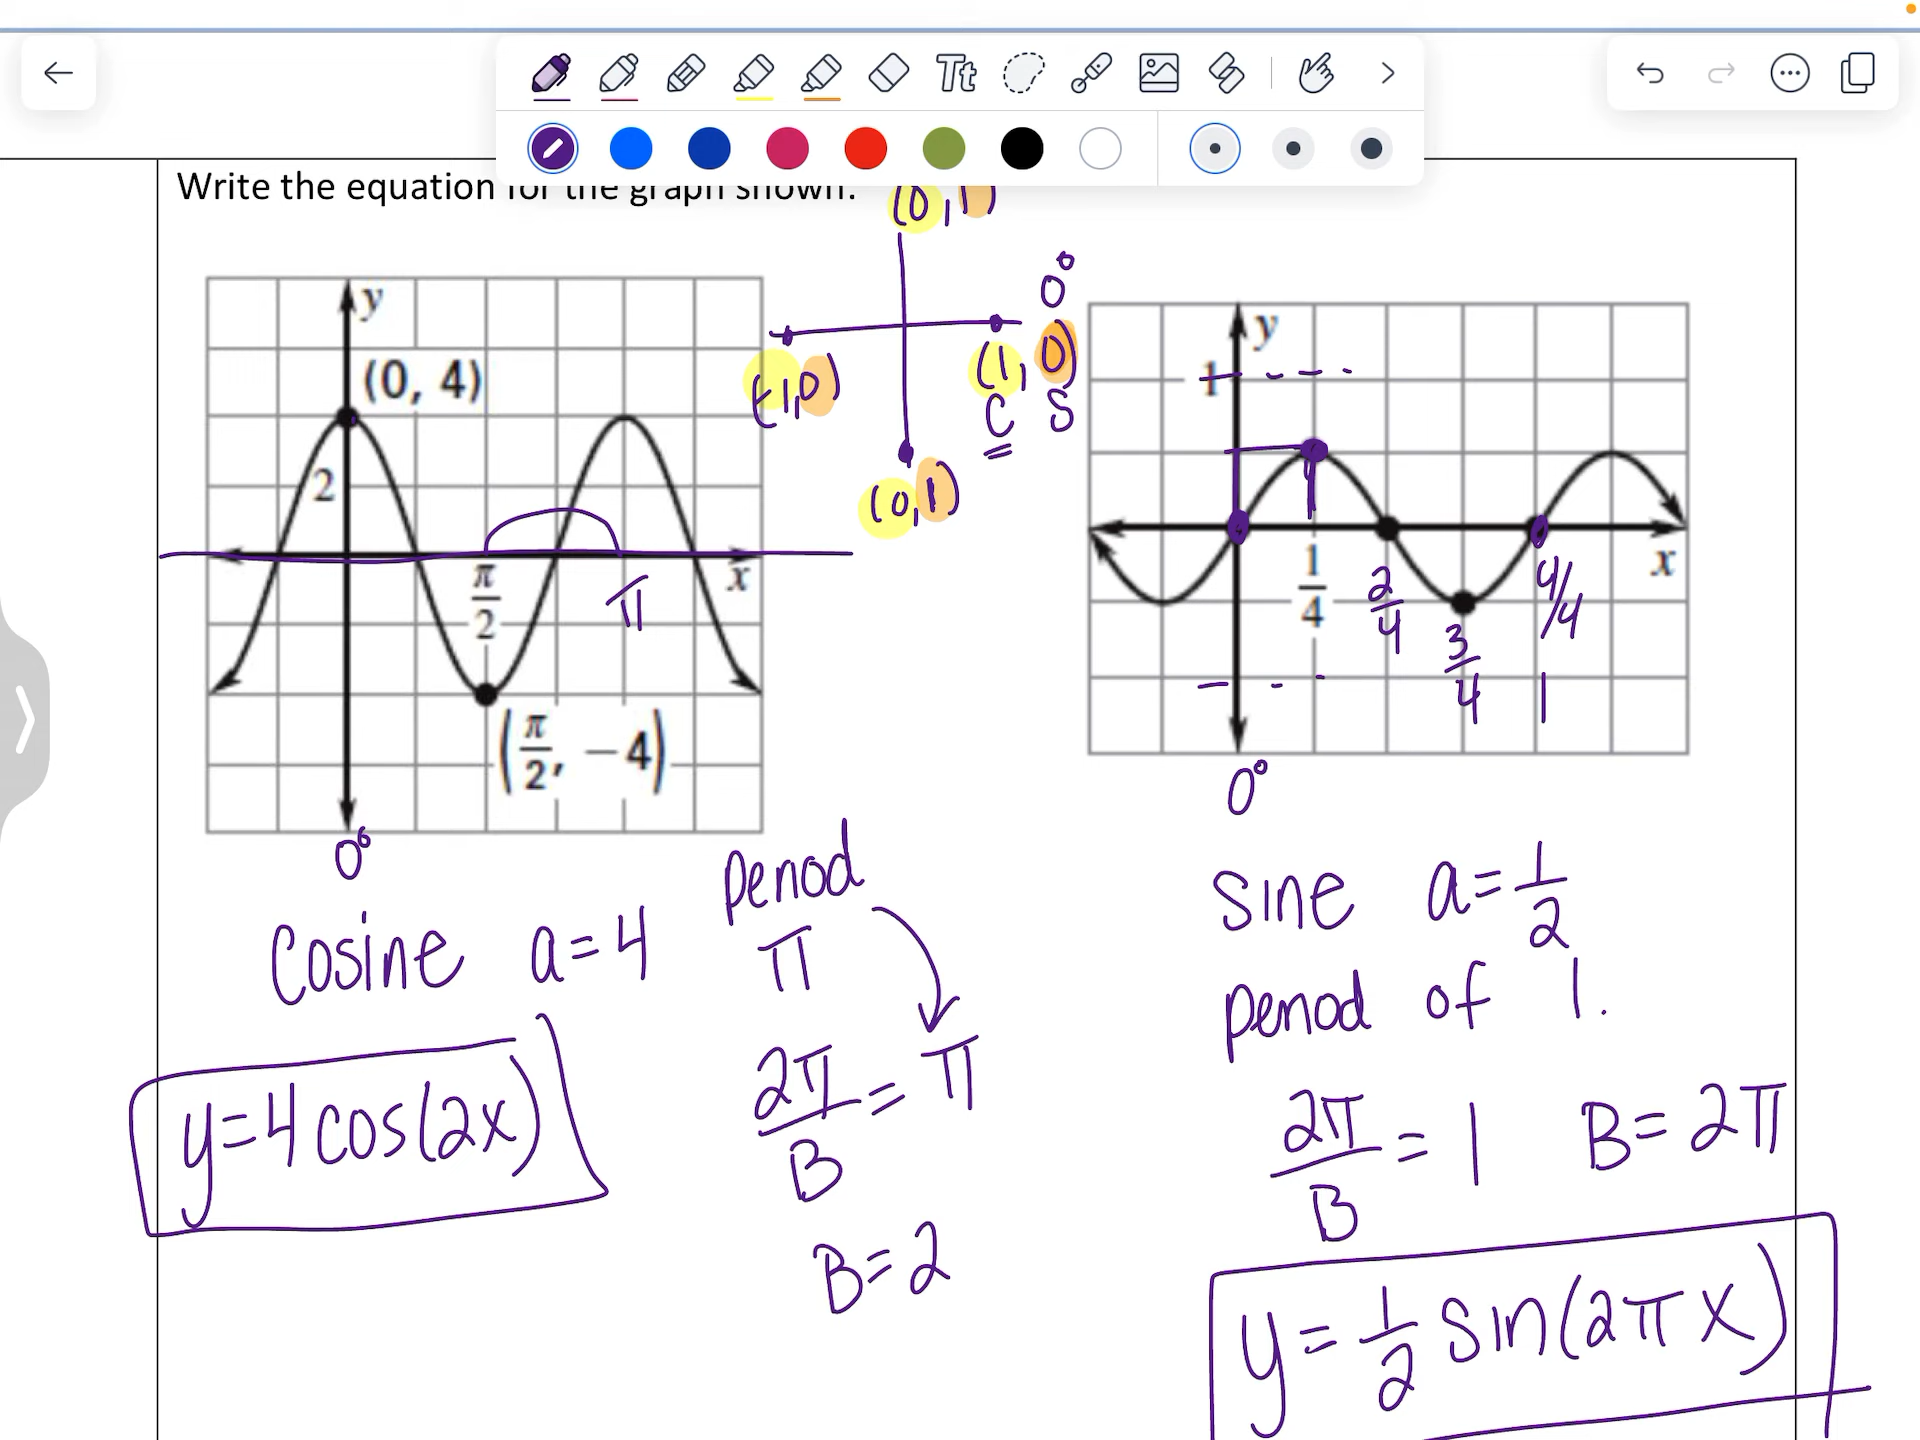 Tt
Write the equation for the graph shown.
(0, 1)
0°
(-1, 0)
(1, 0)
C S
(0, 1)
y
(0, 4)
2
π/2
π
x
(π/2, −4)
0°
y
1
1/4
2/4
3/4
4/4
1
x
0°
Cosine a=4
Period
π
2π/B = π
B=2
y=4cos(2x)
Sine a=1/2
period of 1.
2π/B = 1 B=2π
y=1/2 sin(2πx)